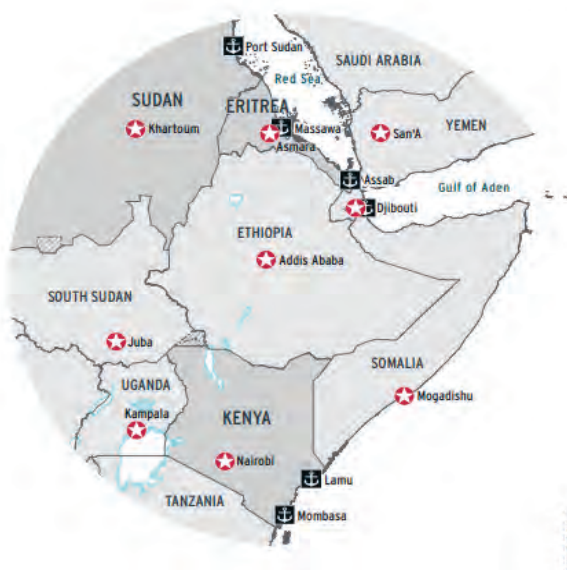 Port Sudan
SAUDI ARABIA
Red Sea
SUDAN
ERITREA
Khartoum
Massawa
San'A
YEMEN
Asmara
Assab
Gulf of Aden
Djibouti
ETHIOPIA
Addis Ababa
SOUTH SUDAN
Juba
SOMALIA
UGANDA
Mogadishu
Kampala
KENYA
Nairobi
Lamu
TANZANIA
Mombasa